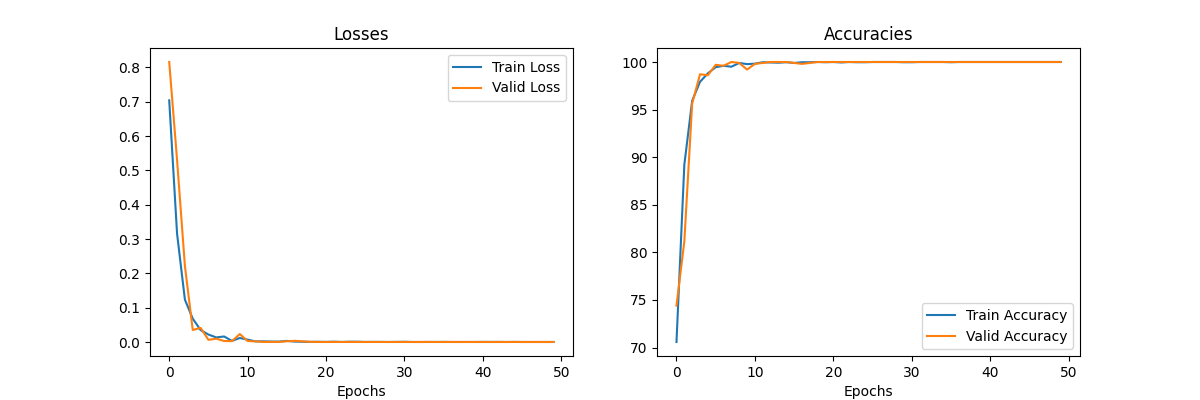 Losses
0.8
0.7
0.6
0.5
0.4
0.3
0.2
0.1
0.0
0 10 20 30 40 50
Epochs
Train Loss
Valid Loss
Accuracies
100
95
90
85
80
75
70
0 10 20 30 40 50
Epochs
Train Accuracy
Valid Accuracy